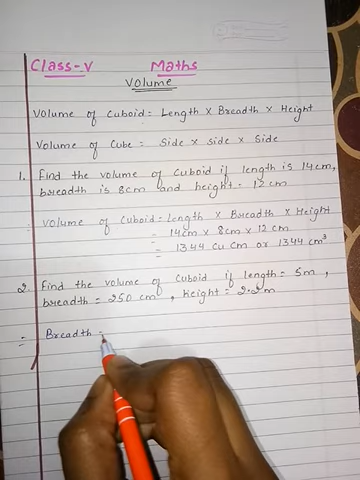 Class-V Maths
Volume
Volume of Cuboid = Length × Breadth × Height
Volume of Cube = Side × side × Side
1. Find the volume of cuboid if length is 14 cm,
breadth is 8cm and height = 12 cm
Volume of Cuboid = Length × Breadth × Height
= 14cm × 8cm × 12 cm
= 1344 Cu Cm or 1344 cm³
2. Find the volume of cuboid if length = 5m,
breadth = 250 cm, height = 2.2m
= Breadth =